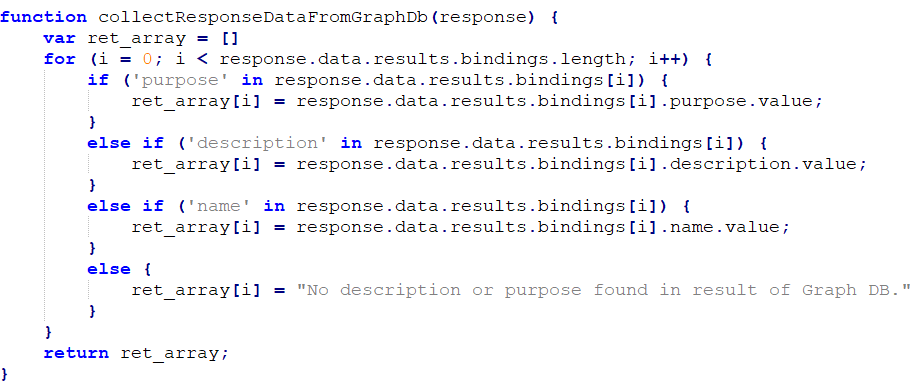 function collectResponseDataFromGraphDb(response) {
    var ret_array = []
    for (i = 0; i < response.data.results.bindings.length; i++) {
        if ('purpose' in response.data.results.bindings[i]) {
            ret_array[i] = response.data.results.bindings[i].purpose.value;
        }
        else if ('description' in response.data.results.bindings[i]) {
            ret_array[i] = response.data.results.bindings[i].description.value;
        }
        else if ('name' in response.data.results.bindings[i]) {
            ret_array[i] = response.data.results.bindings[i].name.value;
        }
        else {
            ret_array[i] = "No description or purpose found in result of Graph DB."
        }
    }
    return ret_array;
}